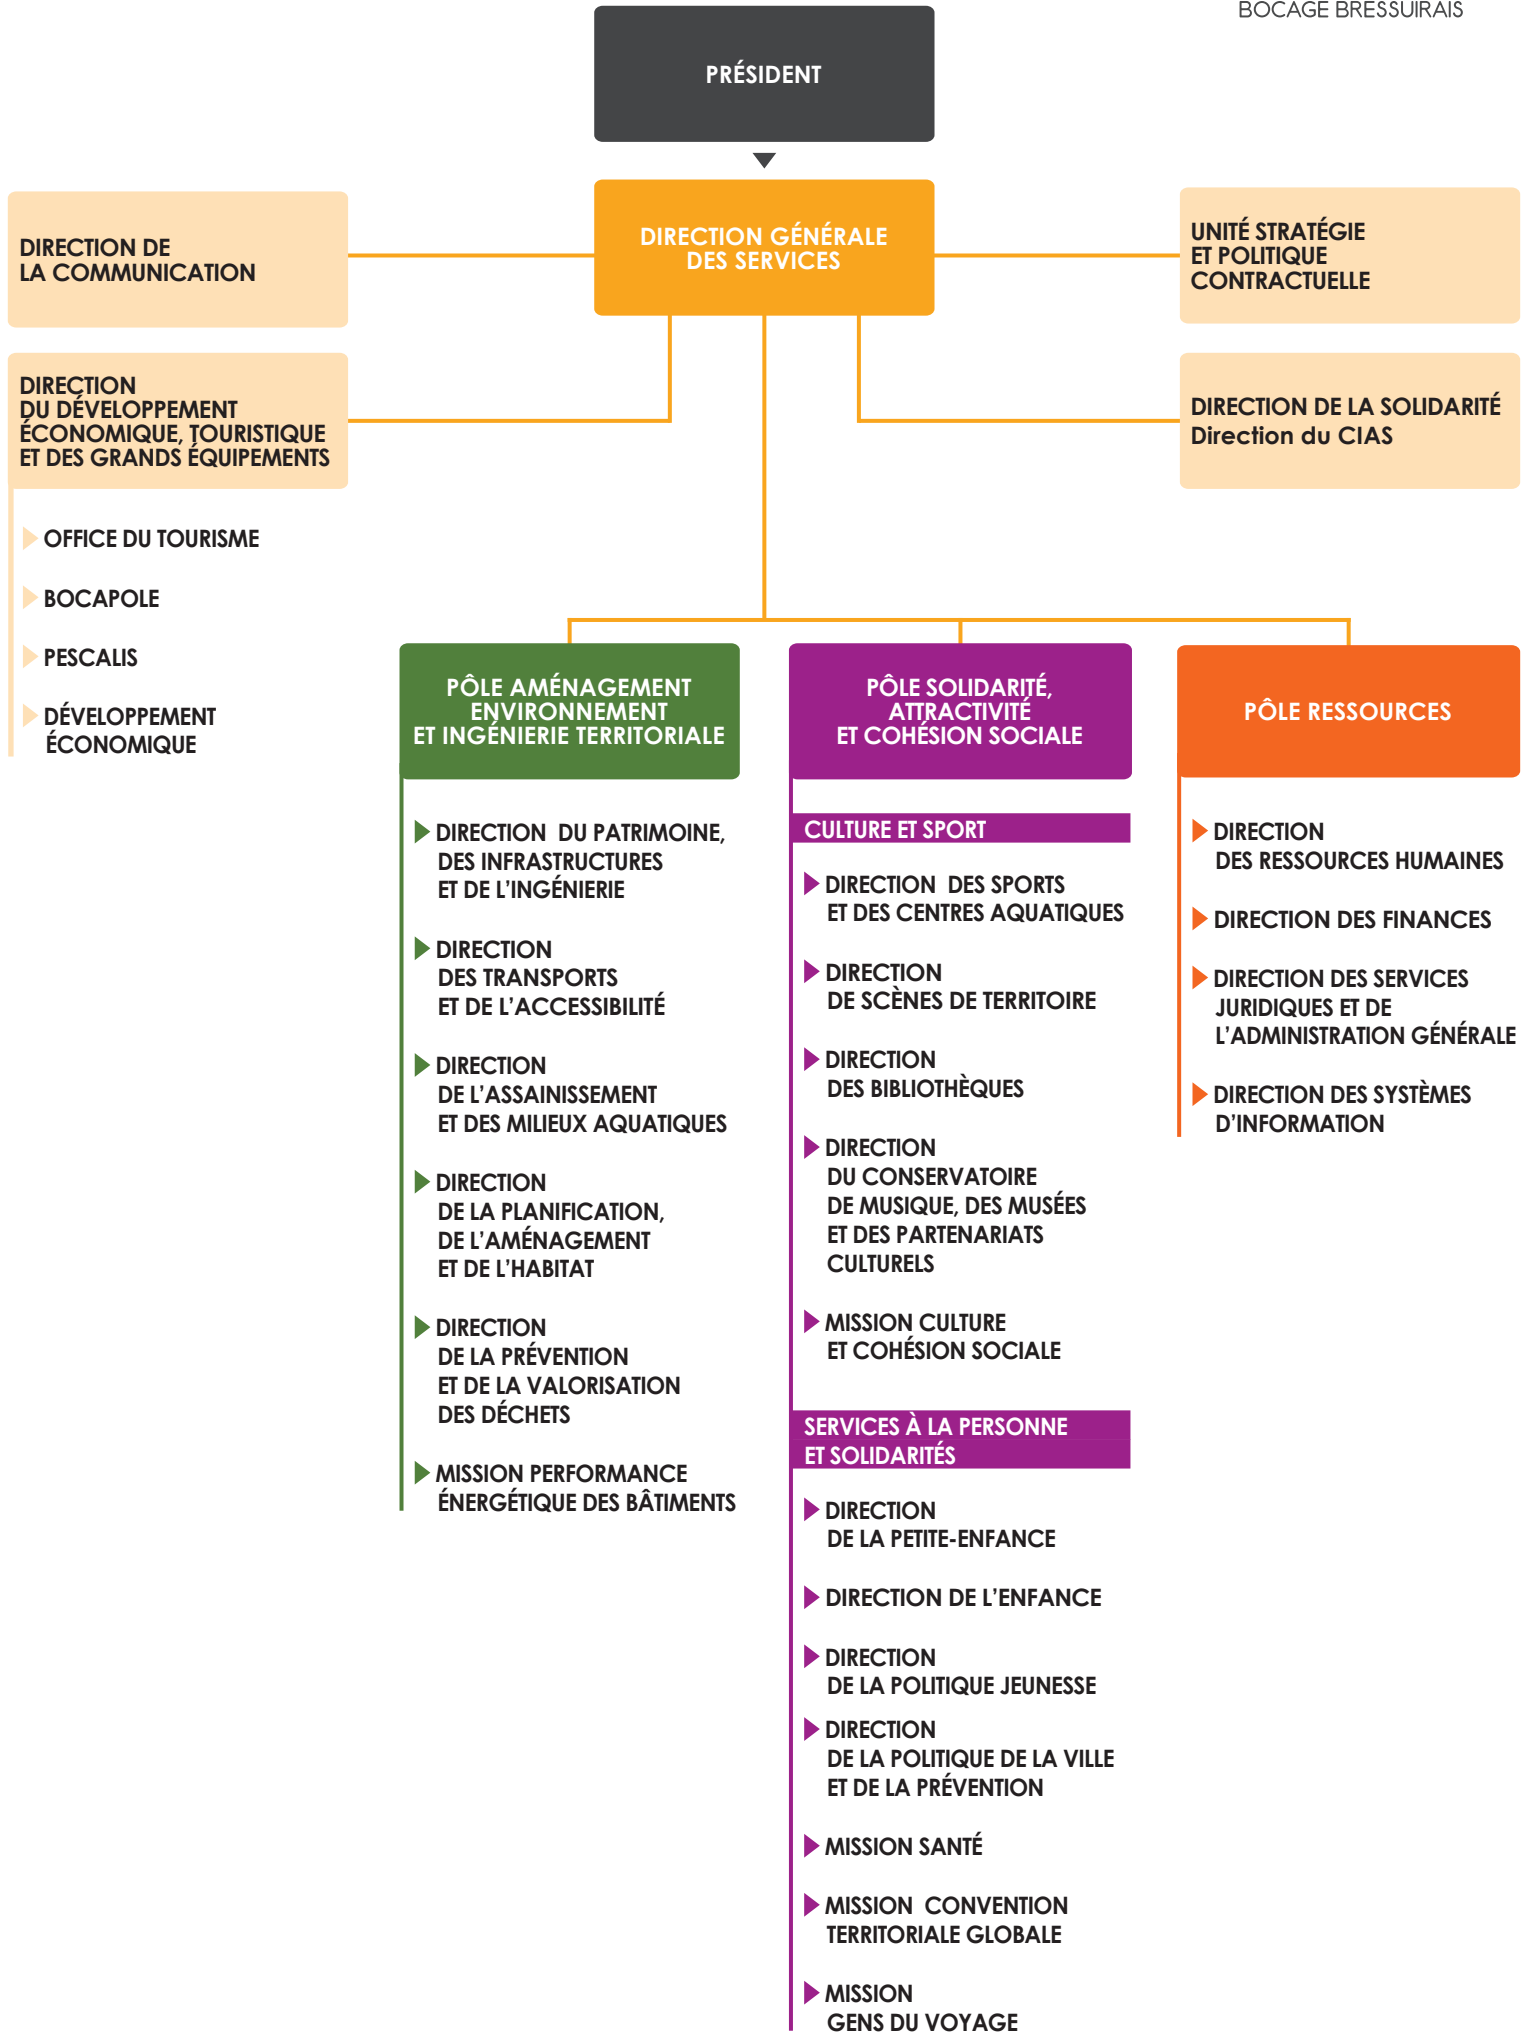 BOCAGE BRESSUIRAIS
PRÉSIDENT
DIRECTION GÉNÉRALE
DES SERVICES
DIRECTION DE
LA COMMUNICATION
UNITÉ STRATÉGIE
ET POLITIQUE
CONTRACTUELLE
DIRECTION
DU DÉVELOPPEMENT
ÉCONOMIQUE, TOURISTIQUE
ET DES GRANDS ÉQUIPEMENTS
DIRECTION DE LA SOLIDARITÉ
Direction du CIAS
OFFICE DU TOURISME
BOCAPOLE
PESCALIS
DÉVELOPPEMENT
ÉCONOMIQUE
PÔLE AMÉNAGEMENT
ENVIRONNEMENT
ET INGÉNIERIE TERRITORIALE
DIRECTION DU PATRIMOINE,
DES INFRASTRUCTURES
ET DE L'INGÉNIERIE
DIRECTION
DES TRANSPORTS
ET DE L'ACCESSIBILITÉ
DIRECTION
DE L'ASSAINISSEMENT
ET DES MILIEUX AQUATIQUES
DIRECTION
DE LA PLANIFICATION,
DE L'AMÉNAGEMENT
ET DE L'HABITAT
DIRECTION
DE LA PRÉVENTION
ET DE LA VALORISATION
DES DÉCHETS
MISSION PERFORMANCE
ÉNERGÉTIQUE DES BÂTIMENTS
PÔLE SOLIDARITÉ,
ATTRACTIVITÉ
ET COHÉSION SOCIALE
CULTURE ET SPORT
DIRECTION DES SPORTS
ET DES CENTRES AQUATIQUES
DIRECTION
DE SCÈNES DE TERRITOIRE
DIRECTION
DES BIBLIOTHÈQUES
DIRECTION
DU CONSERVATOIRE
DE MUSIQUE, DES MUSÉES
ET DES PARTENARIATS
CULTURELS
MISSION CULTURE
ET COHÉSION SOCIALE
SERVICES À LA PERSONNE
ET SOLIDARITÉS
DIRECTION
DE LA PETITE-ENFANCE
DIRECTION DE L'ENFANCE
DIRECTION
DE LA POLITIQUE JEUNESSE
DIRECTION
DE LA POLITIQUE DE LA VILLE
ET DE LA PRÉVENTION
MISSION SANTÉ
MISSION CONVENTION
TERRITORIALE GLOBALE
MISSION
GENS DU VOYAGE
PÔLE RESSOURCES
DIRECTION
DES RESSOURCES HUMAINES
DIRECTION DES FINANCES
DIRECTION DES SERVICES
JURIDIQUES ET DE
L'ADMINISTRATION GÉNÉRALE
DIRECTION DES SYSTÈMES
D'INFORMATION